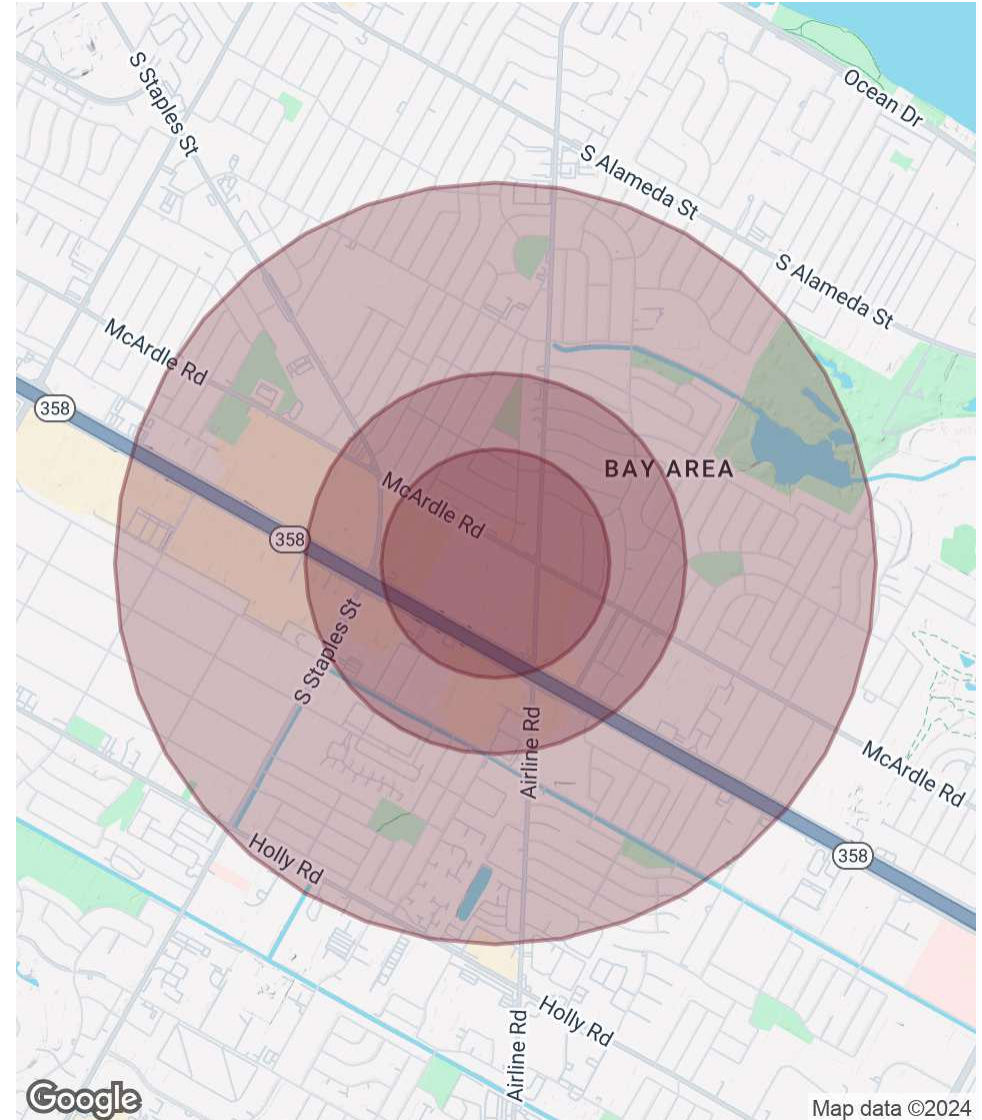 Ocean Dr
S Staples St
S Alameda St
S Alameda St
McArdle Rd
358
BAY AREA
McArdle Rd
358
S Staples St
Airline Rd
McArdle Rd
358
Holly Rd
Holly Rd
Airline Rd
Google
Map data ©2024